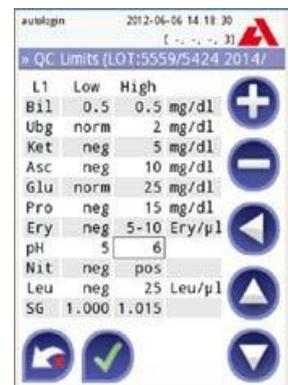 autologin 2012-06-06 14:18:30
( -, -, -, 3]
» QC Limits (LOT:5559/5424 2014/
L1 Low High
Bil 0.5 0.5 mg/dl
Ubg norm 2 mg/dl
Ket neg 5 mg/dl
Asc neg 10 mg/dl
Glu norm 25 mg/dl
Pro neg 15 mg/dl
Ery neg 5-10 Ery/µl
pH 5 6
Nit neg pos
Leu neg 25 Leu/µl
SG 1.000 1.015